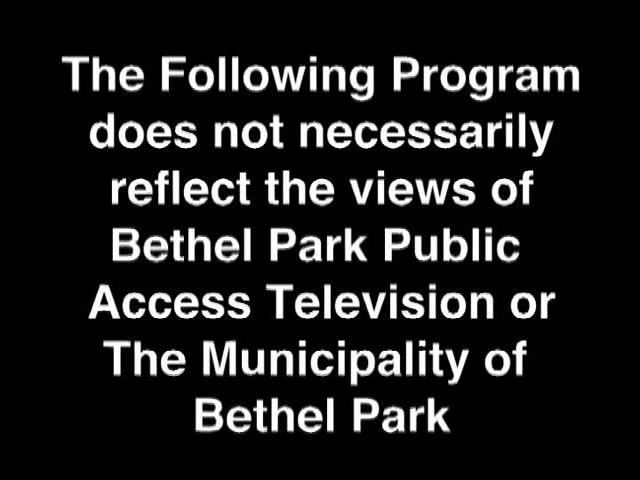 The Following Program
does not necessarily
reflect the views of
Bethel Park Public
Access Television or
The Municipality of
Bethel Park